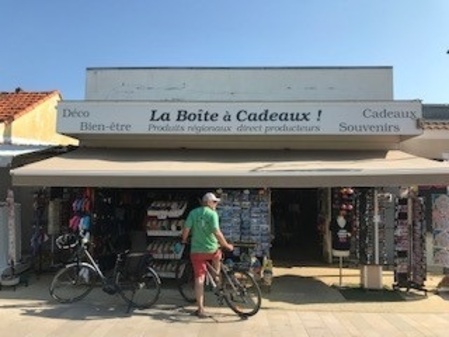 Déco
Bien-être
La Boîte à Cadeaux !
Produits régionaux direct producteurs
Cadeaux
Souvenirs